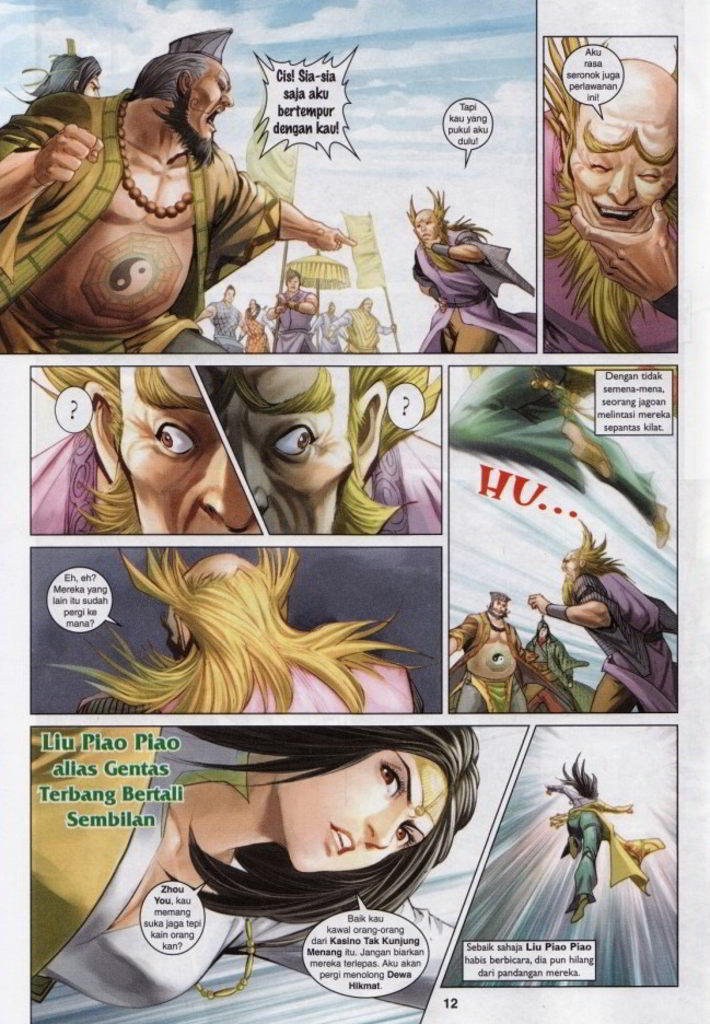 Cis! Sia-sia
saja aku
bertempur
dengan kau!
Tapi
kau yang
pukul aku
dulu!
Aku
rasa
seronok juga
perlawanan
ini!
?
?
Dengan tidak
semena-mena,
seorang jagoan
melintasi mereka
sepantas kilat.
HU...
Eh, eh?
Mereka yang
lain itu sudah
pergi ke
mana?
Liu Piao Piao
alias Gentas
Terbang Bertali
Sembilan
Zhou
You, kau
memang
suka jaga tepi
kain orang
kan?
Baik kau
kawal orang-orang
dari Kasino Tak Kunjung
Menang itu. Jangan biarkan
mereka terlepas. Aku akan
pergi menolong Dewa
Hikmat.
Sebaik sahaja Liu Piao Piao
habis berbicara, dia pun hilang
dari pandangan mereka.
12